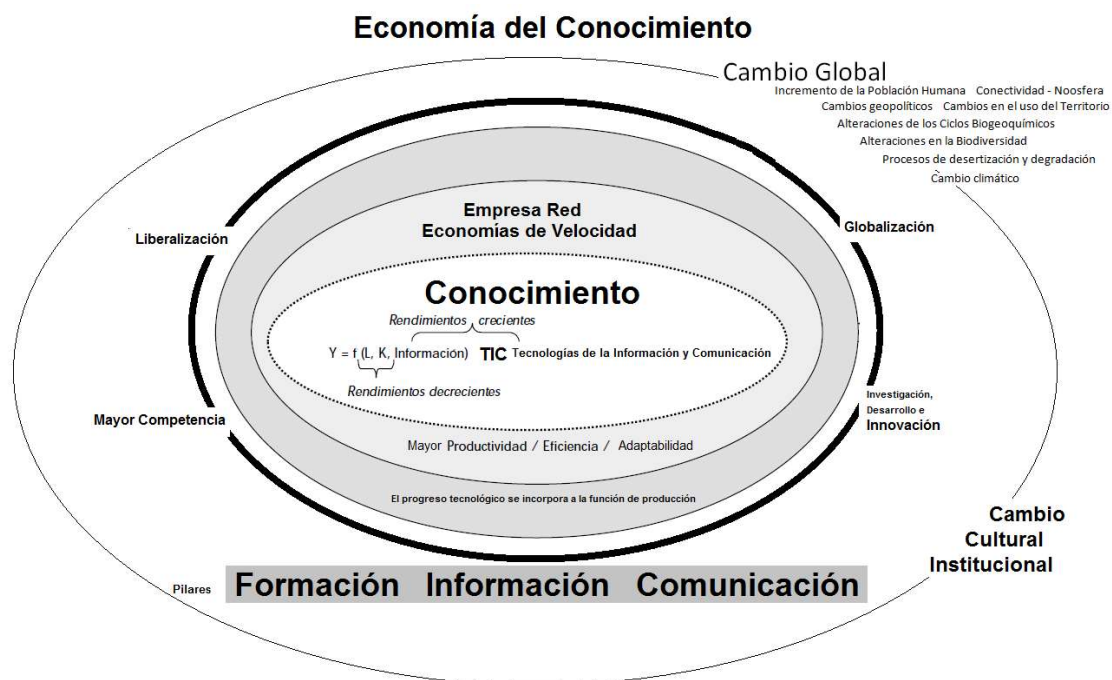 Economía del Conocimiento
Cambio Global
Incremento de la Población Humana Conectividad - Noosfera
Cambios geopolíticos Cambios en el uso del Territorio
Alteraciones de los Ciclos Biogeoquímicos
Alteraciones en la Biodiversidad
Procesos de desertización y degradación
Cambio climático
Liberalización
Empresa Red
Economías de Velocidad
Globalización
Conocimiento
Rendimientos crecientes
Y = f (L, K, Información) TIC Tecnologías de la Información y Comunicación
Rendimientos decrecientes
Mayor Competencia
Investigación,
Desarrollo e
Innovación
Mayor Productividad / Eficiencia / Adaptabilidad
El progreso tecnológico se incorpora a la función de producción
Cambio
Cultural
Institucional
Pilares Formación Información Comunicación